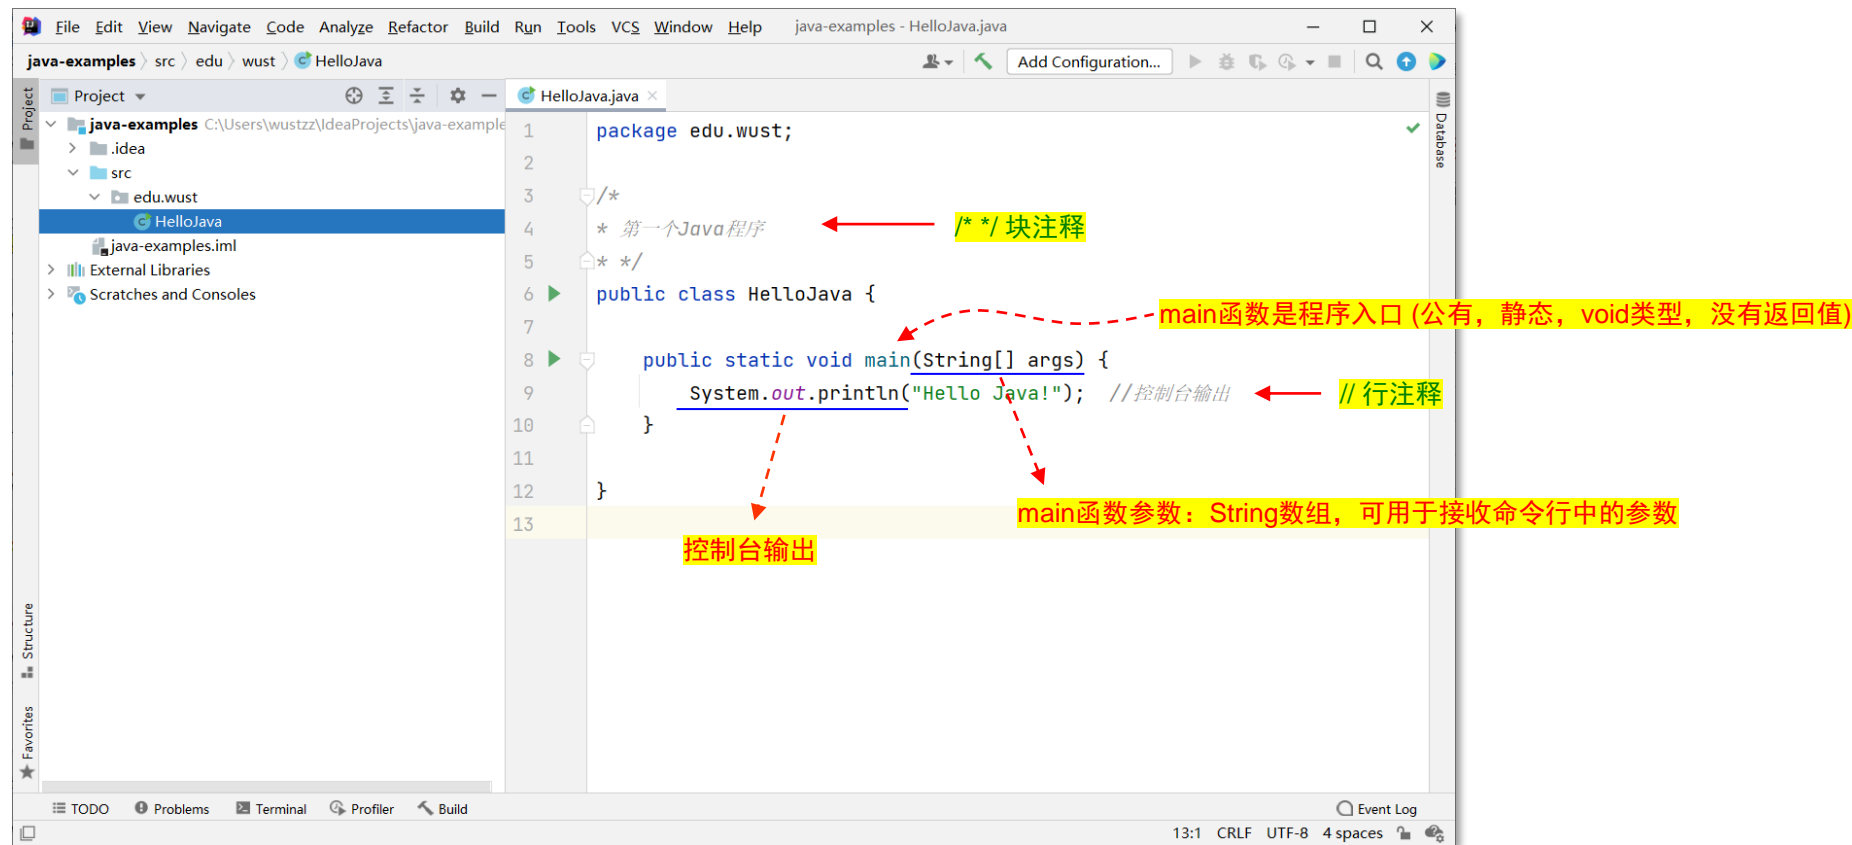 File Edit View Navigate Code Analyze Refactor Build Run Tools VCS Window Help java-examples - HelloJava.java
java-examples 〉 src 〉 edu 〉 wust 〉 HelloJava
Add Configuration...
Project
Project
HelloJava.java
java-examples C:\Users\wustzz\IdeaProjects\java-example
.idea
src
edu.wust
HelloJava
java-examples.iml
External Libraries
Scratches and Consoles
1 package edu.wust;
2
3 /*
4 * 第一个Java程序
/* */ 块注释
5 * */
6 public class HelloJava {
main函数是程序入口 (公有，静态，void类型，没有返回值)
7
8 public static void main(String[] args) {
9 System.out.println("Hello Java!"); //控制台输出
// 行注释
10 }
11
12 }
main函数参数：String数组，可用于接收命令行中的参数
13
控制台输出
Database
Structure
Favorites
TODO Problems Terminal Profiler Build Event Log
13:1 CRLF UTF-8 4 spaces